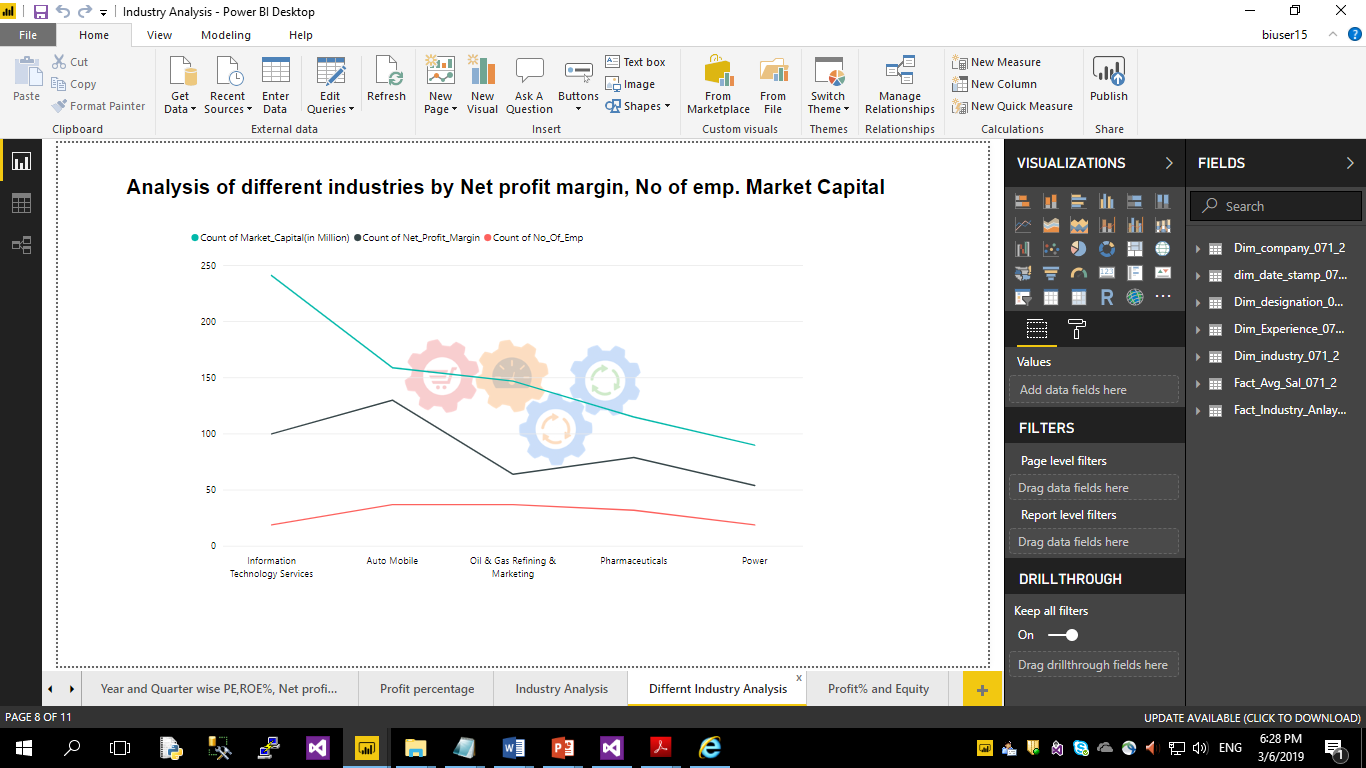 Industry Analysis - Power BI Desktop
File
Home
View
Modeling
Help
biuser15
Paste
Cut
Copy
Format Painter
Clipboard
Get
Data
Recent
Sources
Enter
Data
Edit
Queries
Refresh
External data
New
Page
New
Visual
Ask A
Question
Buttons
Text box
Image
Shapes
Insert
From
Marketplace
From
File
Custom visuals
Switch
Theme
Themes
Manage
Relationships
Relationships
New Measure
New Column
New Quick Measure
Calculations
Publish
Share
Analysis of different industries by Net profit margin, No of emp. Market Capital
Count of Market_Capital(in Million)
Count of Net_Profit_Margin
Count of No_Of_Emp
250
200
150
100
50
0
Information
Technology Services
Auto Mobile
Oil & Gas Refining &
Marketing
Pharmaceuticals
Power
VISUALIZATIONS
R
Values
Add data fields here
FILTERS
Page level filters
Drag data fields here
Report level filters
Drag data fields here
DRILLTHROUGH
Keep all filters
On
Drag drillthrough fields here
FIELDS
Search
Dim_company_071_2
dim_date_stamp_07...
Dim_designation_0...
Dim_Experience_07...
Dim_industry_071_2
Fact_Avg_Sal_071_2
Fact_Industry_Anlay...
Year and Quarter wise PE,ROE%, Net profi...
Profit percentage
Industry Analysis
Differnt Industry Analysis
x
Profit% and Equity
+
PAGE 8 OF 11
UPDATE AVAILABLE (CLICK TO DOWNLOAD)
ENG
6:28 PM
3/6/2019
1